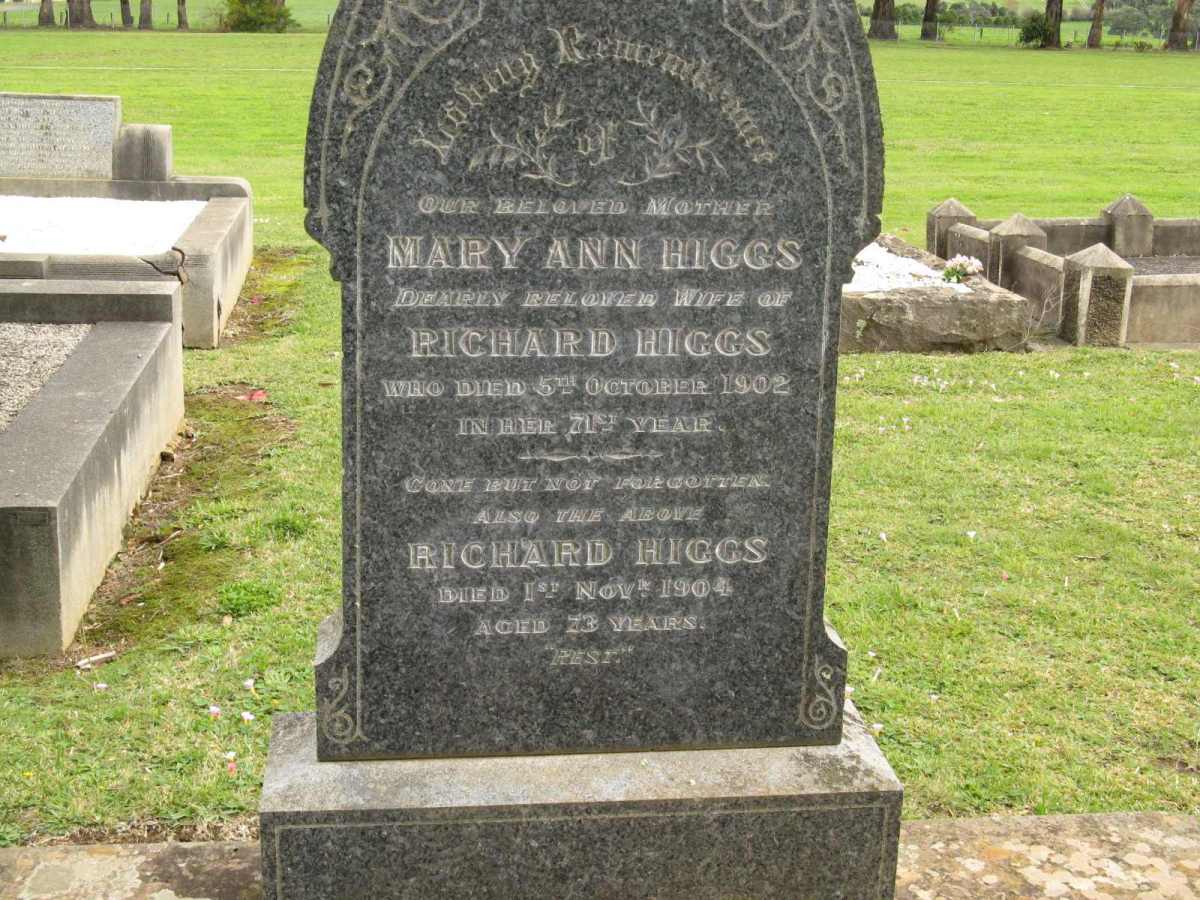 Loving Remembrance
of
Our beloved Mother
MARY ANN HIGGS
Dearly beloved Wife of
RICHARD HIGGS
WHO DIED 5TH OCTOBER 1902
IN HER 71ST YEAR.
Gone but not forgotten.
Also the above
RICHARD HIGGS
DIED 1ST NOVR 1904
AGED 73 YEARS.
"REST."